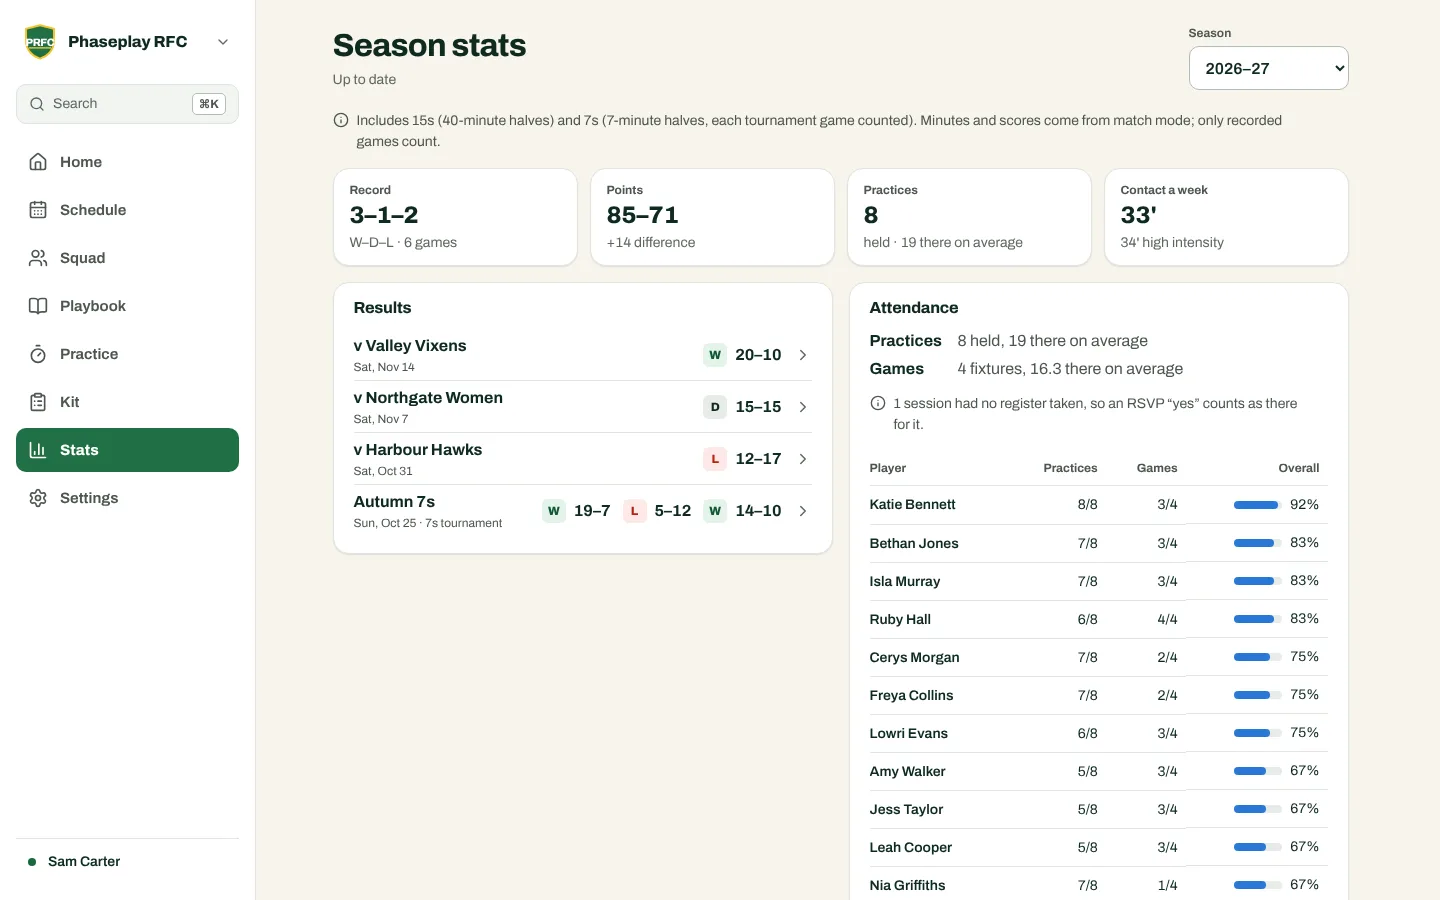 PRFC
Phaseplay RFC
Search
⌘K
Home
Schedule
Squad
Playbook
Practice
Kit
Stats
Settings
Sam Carter
Season stats
Up to date
Season
2026–27
Includes 15s (40-minute halves) and 7s (7-minute halves, each tournament game counted). Minutes and scores come from match mode; only recorded
games count.
Record
3–1–2
W–D–L · 6 games
Points
85–71
+14 difference
Practices
8
held · 19 there on average
Contact a week
33'
34' high intensity
Results
v Valley Vixens
Sat, Nov 14
W 20–10
v Northgate Women
Sat, Nov 7
D 15–15
v Harbour Hawks
Sat, Oct 31
L 12–17
Autumn 7s
Sun, Oct 25 · 7s tournament
W 19–7 L 5–12 W 14–10
Attendance
Practices 8 held, 19 there on average
Games 4 fixtures, 16.3 there on average
1 session had no register taken, so an RSVP “yes” counts as there
for it.
Player Practices Games Overall
Katie Bennett 8/8 3/4 92%
Bethan Jones 7/8 3/4 83%
Isla Murray 7/8 3/4 83%
Ruby Hall 6/8 4/4 83%
Cerys Morgan 7/8 2/4 75%
Freya Collins 7/8 2/4 75%
Lowri Evans 6/8 3/4 75%
Amy Walker 5/8 3/4 67%
Jess Taylor 5/8 3/4 67%
Leah Cooper 5/8 3/4 67%
Nia Griffiths 7/8 1/4 67%